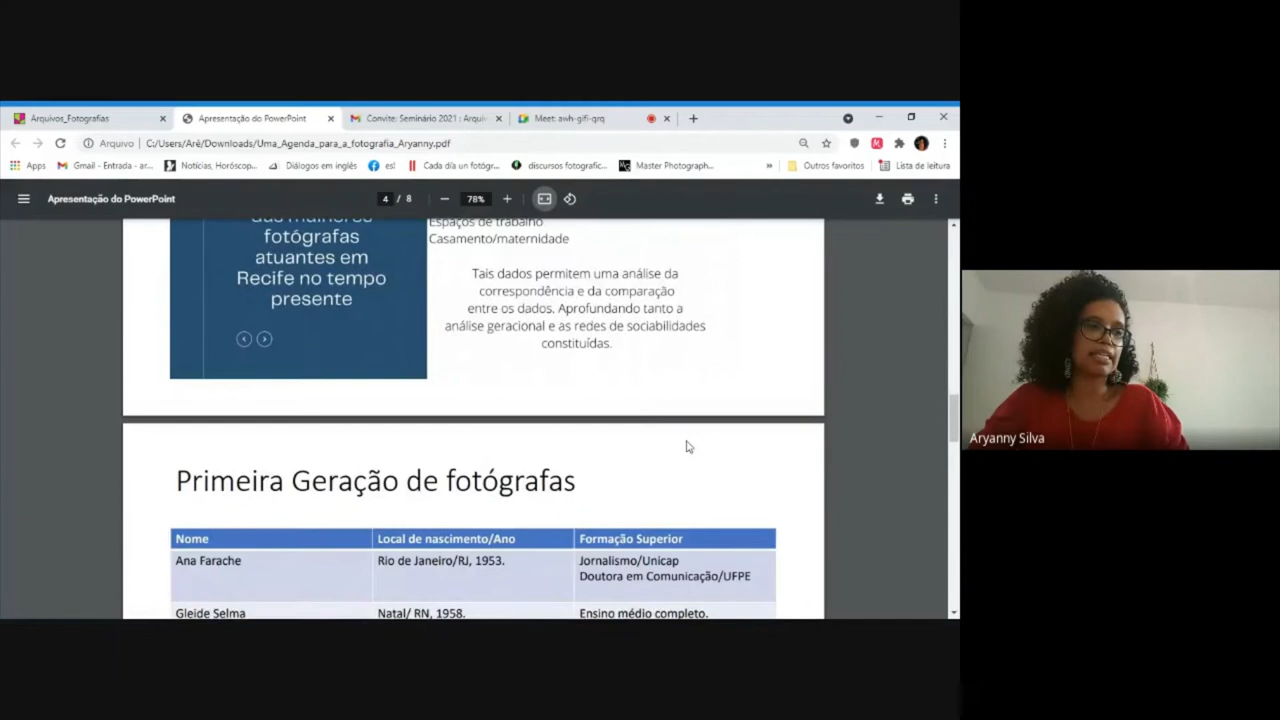 Arquivos_Fotografias
Apresentação do PowerPoint
Convite: Seminário 2021 : Arqui
Meet: awh-gifi-qrq
Arquivo
C:/Users/Arê/Downloads/Uma_Agenda_para_a_fotografia_Aryanny.pdf
Apps
Gmail - Entrada - ar...
Notícias, Horóscop...
Diálogos em inglês
es!
Cada día un fotógr...
discursos fotografic...
Master Photograph...
»
Outros favoritos
Lista de leitura
Apresentação do PowerPoint
4 / 8
78%
das mulheres
fotógrafas
atuantes em
Recife no tempo
presente
Espaços de trabalho
Casamento/maternidade
Tais dados permitem uma análise da
correspondência e da comparação
entre os dados. Aprofundando tanto a
análise geracional e as redes de sociabilidades
constituídas.
Primeira Geração de fotógrafas
Nome Local de nascimento/Ano Formação Superior
Ana Farache Rio de Janeiro/RJ, 1953. Jornalismo/Unicap
Doutora em Comunicação/UFPE
Gleide Selma Natal/ RN, 1958. Ensino médio completo.
Aryanny Silva